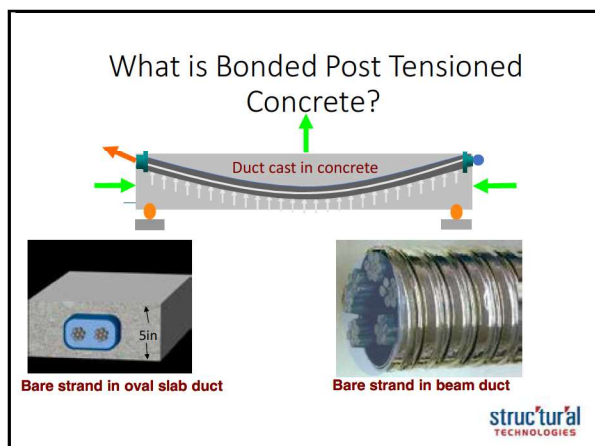 What is Bonded Post Tensioned
Concrete?
Duct cast in concrete
5in
Bare strand in oval slab duct
Bare strand in beam duct
struc'tur'al
TECHNOLOGIES